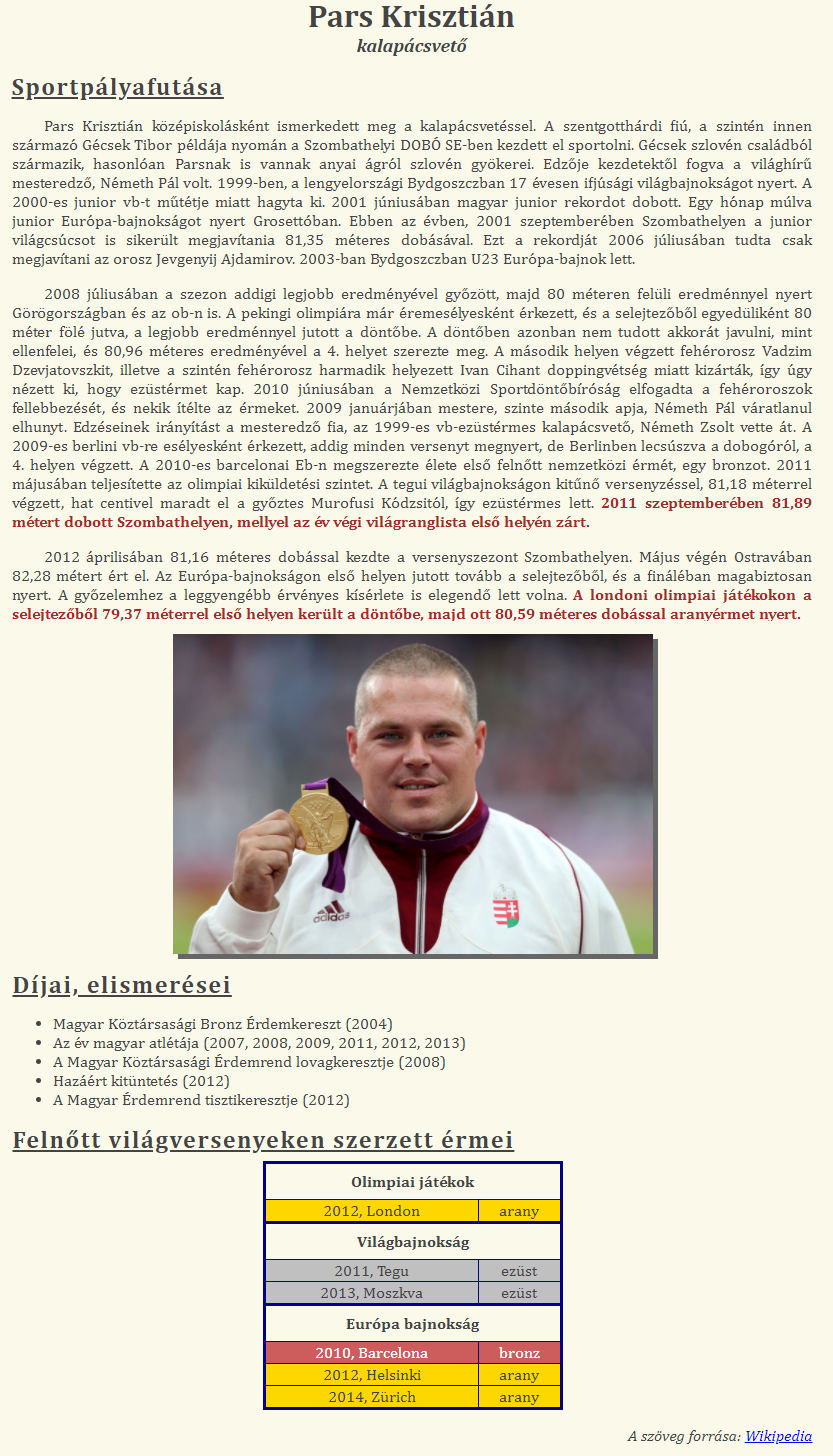 Pars Krisztián
kalapácsvető
Sportpályafutása
Pars Krisztián középiskolásként ismerkedett meg a kalapácsvetéssel. A szentgotthárdi fiú, a szintén innen
származó Gécsek Tibor példája nyomán a Szombathelyi DOBÓ SE-ben kezdett el sportolni. Gécsek szlovén családból
származik, hasonlóan Parsnak is vannak anyai ágról szlovén gyökerei. Edzője kezdetektől fogva a világhírű
mesteredző, Németh Pál volt. 1999-ben, a lengyelországi Bydgoszczban 17 évesen ifjúsági világbajnokságot nyert. A
2000-es junior vb-t műtétje miatt hagyta ki. 2001 júniusában magyar junior rekordot dobott. Egy hónap múlva
junior Európa-bajnokságot nyert Grosettóban. Ebben az évben, 2001 szeptemberében Szombathelyen a junior
világcsúcsot is sikerült megjavítania 81,35 méteres dobásával. Ezt a rekordját 2006 júliusában tudta csak
megjavítani az orosz Jevgenyij Ajdamirov. 2003-ban Bydgoszczban U23 Európa-bajnok lett.
2008 júliusában a szezon addigi legjobb eredményével győzött, majd 80 méteren felüli eredménnyel nyert
Görögországban és az ob-n is. A pekingi olimpiára már éremesélyesként érkezett, és a selejtezőből egyedüliként 80
méter fölé jutva, a legjobb eredménnyel jutott a döntőbe. A döntőben azonban nem tudott akkorát javulni, mint
ellenfelei, és 80,96 méteres eredményével a 4. helyet szerezte meg. A második helyen végzett fehérorosz Vadzim
Dzevjatovszkit, illetve a szintén fehérorosz harmadik helyezett Ivan Cihant doppingvétség miatt kizárták, így úgy
nézett ki, hogy ezüstérmet kap. 2010 júniusában a Nemzetközi Sportdöntőbíróság elfogadta a fehéroroszok
fellebbezését, és nekik ítélte az érmeket. 2009 januárjában mestere, szinte második apja, Németh Pál váratlanul
elhunyt. Edzéseinek irányítást a mesteredző fia, az 1999-es vb-ezüstérmes kalapácsvető, Németh Zsolt vette át. A
2009-es berlini vb-re esélyesként érkezett, addig minden versenyt megnyert, de Berlinben lecsúszva a dobogóról, a
4. helyen végzett. A 2010-es barcelonai Eb-n megszerezte élete első felnőtt nemzetközi érmét, egy bronzot. 2011
májusában teljesítette az olimpiai kiküldetési szintet. A tegui világbajnokságon kitűnő versenyzéssel, 81,18 méterrel
végzett, hat centivel maradt el a győztes Murofusi Kódzsitól, így ezüstérmes lett. 2011 szeptemberében 81,89
métert dobott Szombathelyen, mellyel az év végi világranglista első helyén zárt.
2012 áprilisában 81,16 méteres dobással kezdte a versenyszezont Szombathelyen. Május végén Ostravában
82,28 métert ért el. Az Európa-bajnokságon első helyen jutott tovább a selejtezőből, és a fináléban magabiztosan
nyert. A győzelemhez a leggyengébb érvényes kísérlete is elegendő lett volna. A londoni olimpiai játékokon a
selejtezőből 79,37 méterrel első helyen került a döntőbe, majd ott 80,59 méteres dobással aranyérmet nyert.
adidas
Díjai, elismerései
• Magyar Köztársasági Bronz Érdemkereszt (2004)
• Az év magyar atlétája (2007, 2008, 2009, 2011, 2012, 2013)
• A Magyar Köztársasági Érdemrend lovagkeresztje (2008)
• Hazáért kitüntetés (2012)
• A Magyar Érdemrend tisztikeresztje (2012)
Felnőtt világversenyeken szerzett érmei
Olimpiai játékok
2012, London arany
Világbajnokság
2011, Tegu ezüst
2013, Moszkva ezüst
Európa bajnokság
2010, Barcelona bronz
2012, Helsinki arany
2014, Zürich arany
A szöveg forrása: Wikipedia